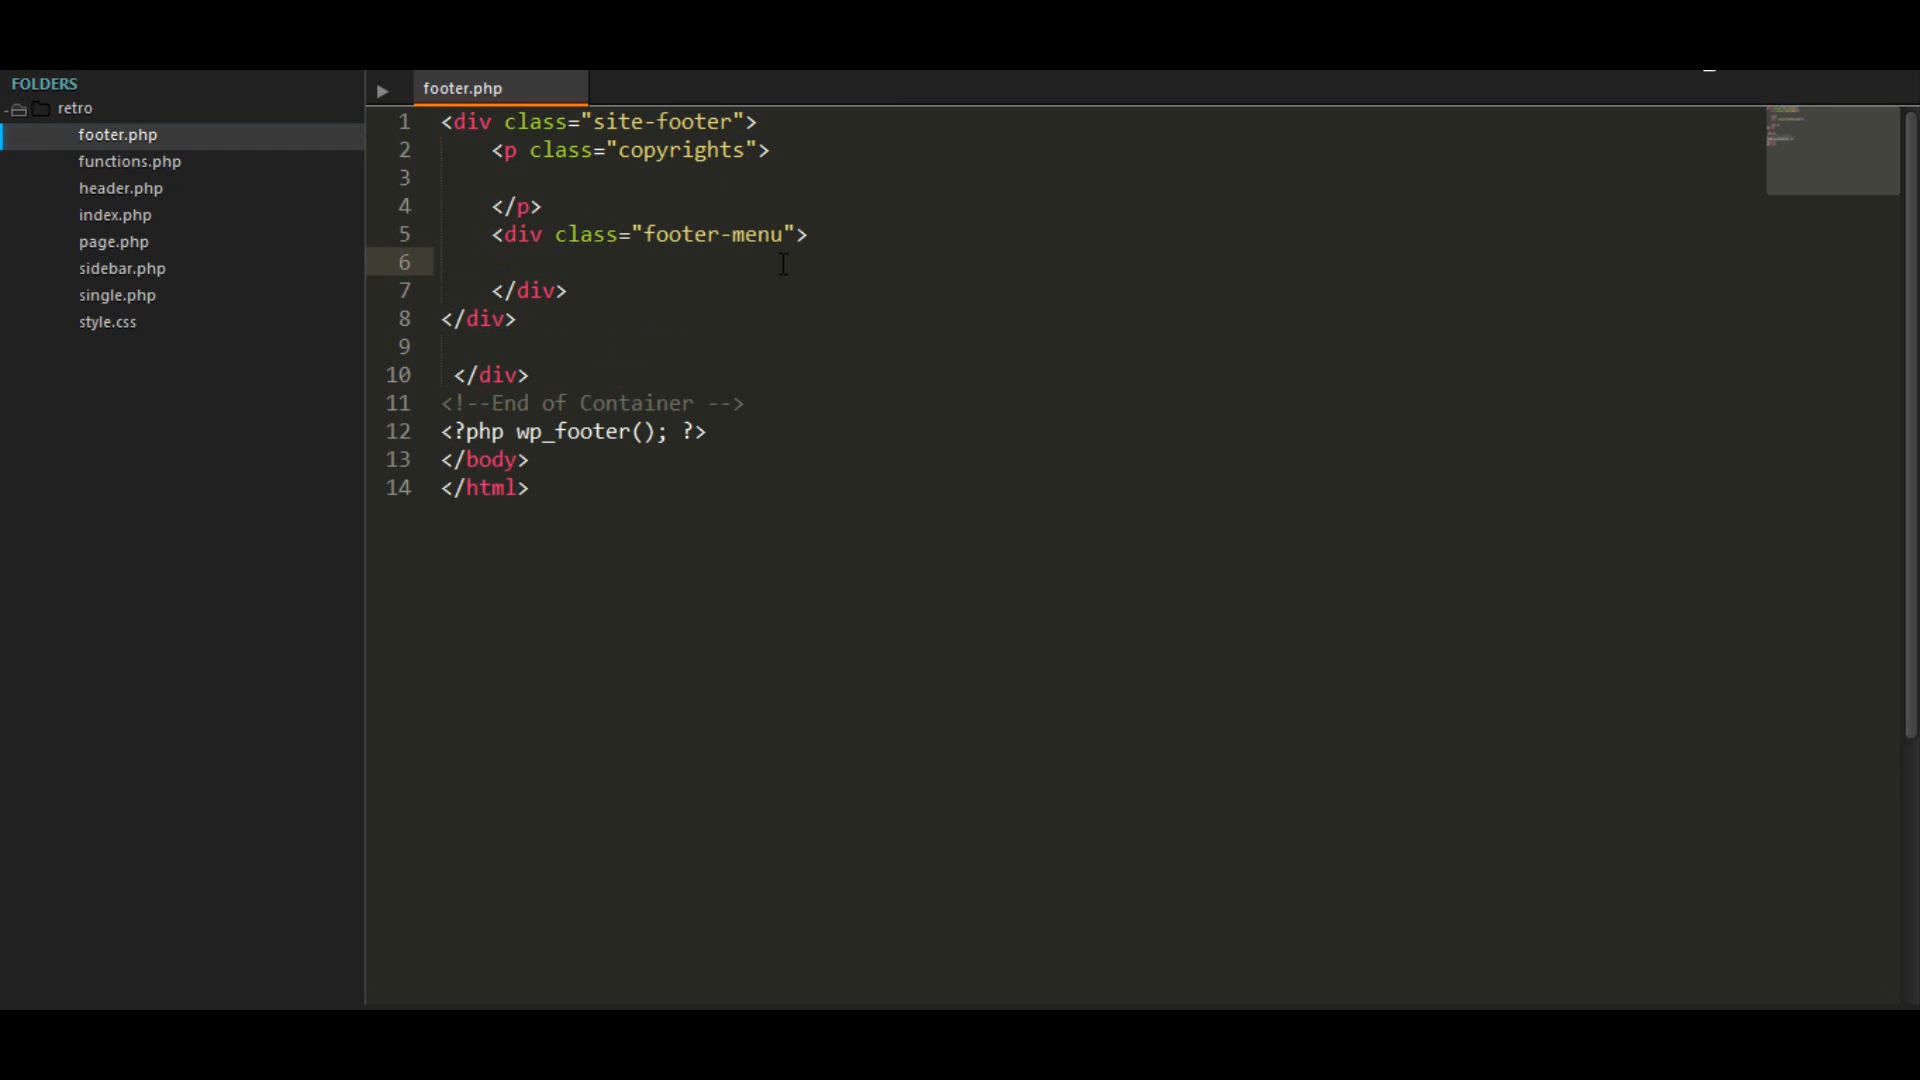 FOLDERS
retro
footer.php
functions.php
header.php
index.php
page.php
sidebar.php
single.php
style.css
footer.php
1 <div class="site-footer">
2 <p class="copyrights">
3
4 </p>
5 <div class="footer-menu">
6
7 </div>
8 </div>
9
10 </div>
11 <!--End of Container -->
12 <?php wp_footer(); ?>
13 </body>
14 </html>